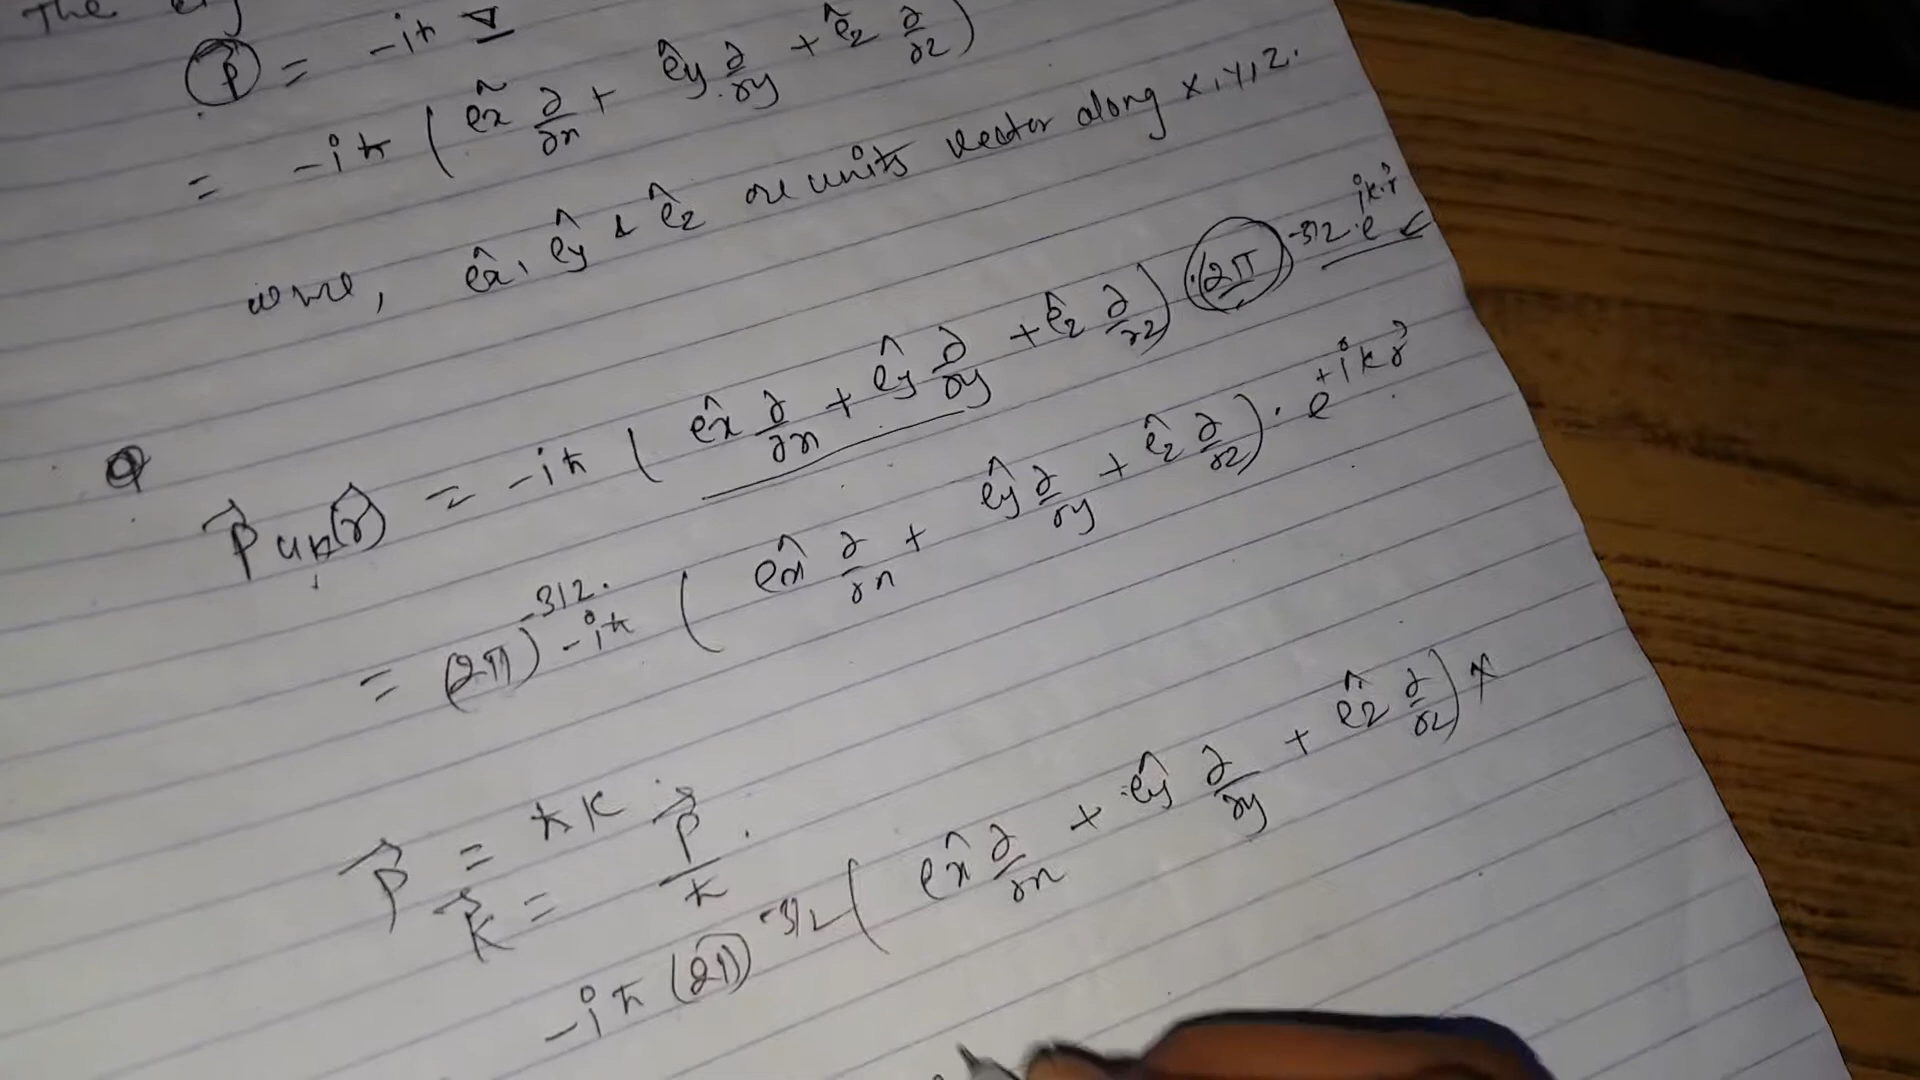 The eig
p⃗ = -iħ ∇
= -iħ ( êx ∂/∂x + êy ∂/∂y + êz ∂/∂z )
where, êx, êy & êz are units vector along x, y, z.
p⃗ uk(r⃗) = -iħ ( êx ∂/∂x + êy ∂/∂y + êz ∂/∂z ) . (2π)^-3/2 . e^ik.r⃗
= (2π)^-3/2 . -iħ ( êx ∂/∂x + êy ∂/∂y + êz ∂/∂z ) . e^+ikr⃗
p⃗ = ħk
k⃗ = p⃗/ħ .
-iħ (2π)^-3/2 ( êx ∂/∂x + êy ∂/∂y + êz ∂/∂z ) x